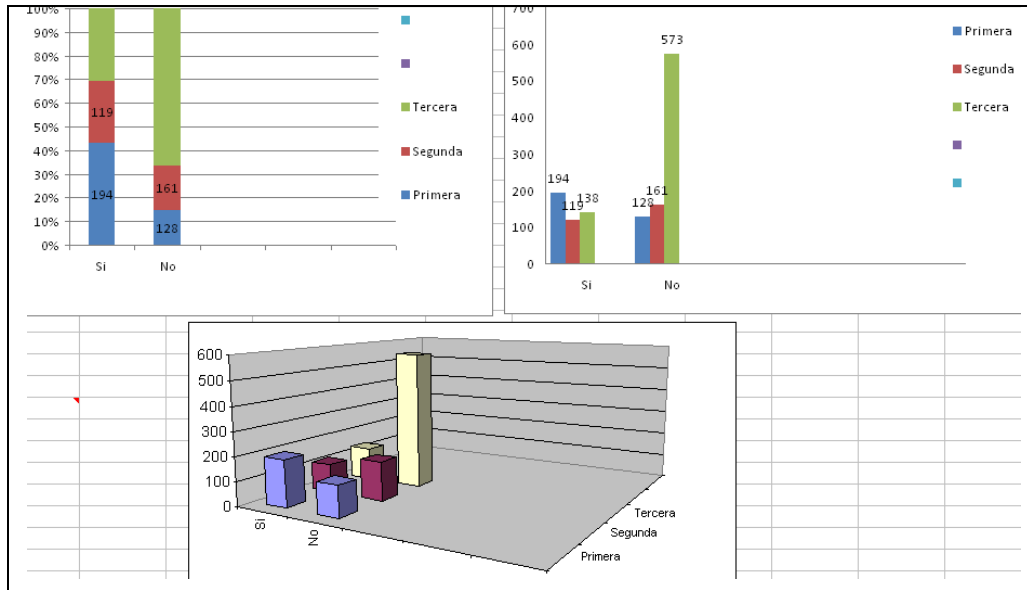 100%
90%
80%
70%
60%
50%
40%
30%
20%
10%
0%
119
194
161
128
Si
No
Tercera
Segunda
Primera
700
600
500
400
300
200
100
0
194
119
138
128
161
573
Si
No
Primera
Segunda
Tercera
600
500
400
300
200
100
0
Si
No
Tercera
Segunda
Primera